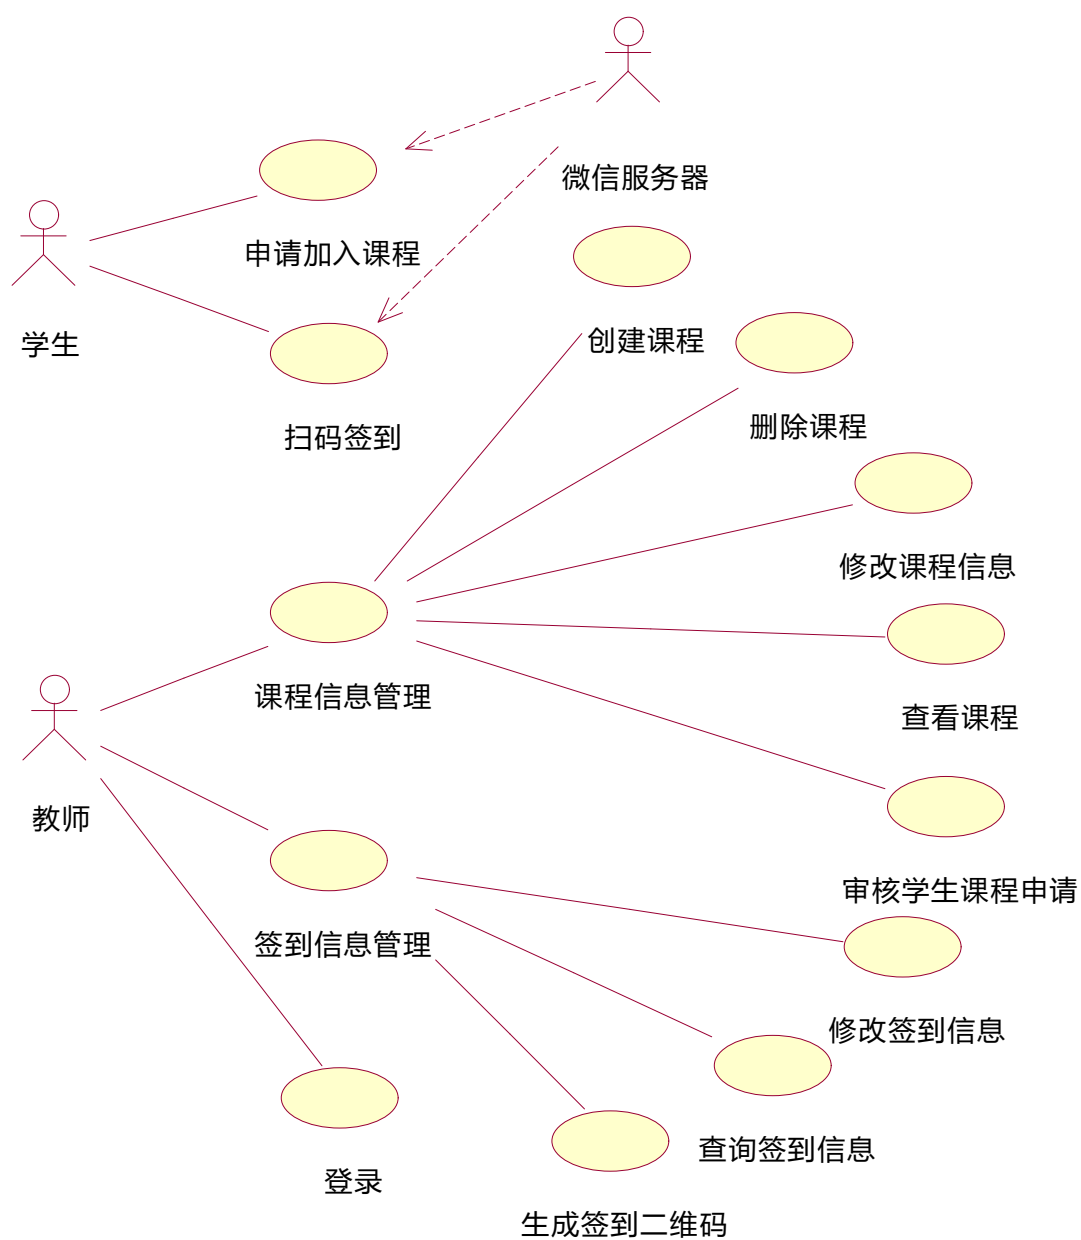 微信服务器
申请加入课程
学生
创建课程
扫码签到
删除课程
修改课程信息
课程信息管理
查看课程
教师
审核学生课程申请
签到信息管理
修改签到信息
查询签到信息
登录
生成签到二维码